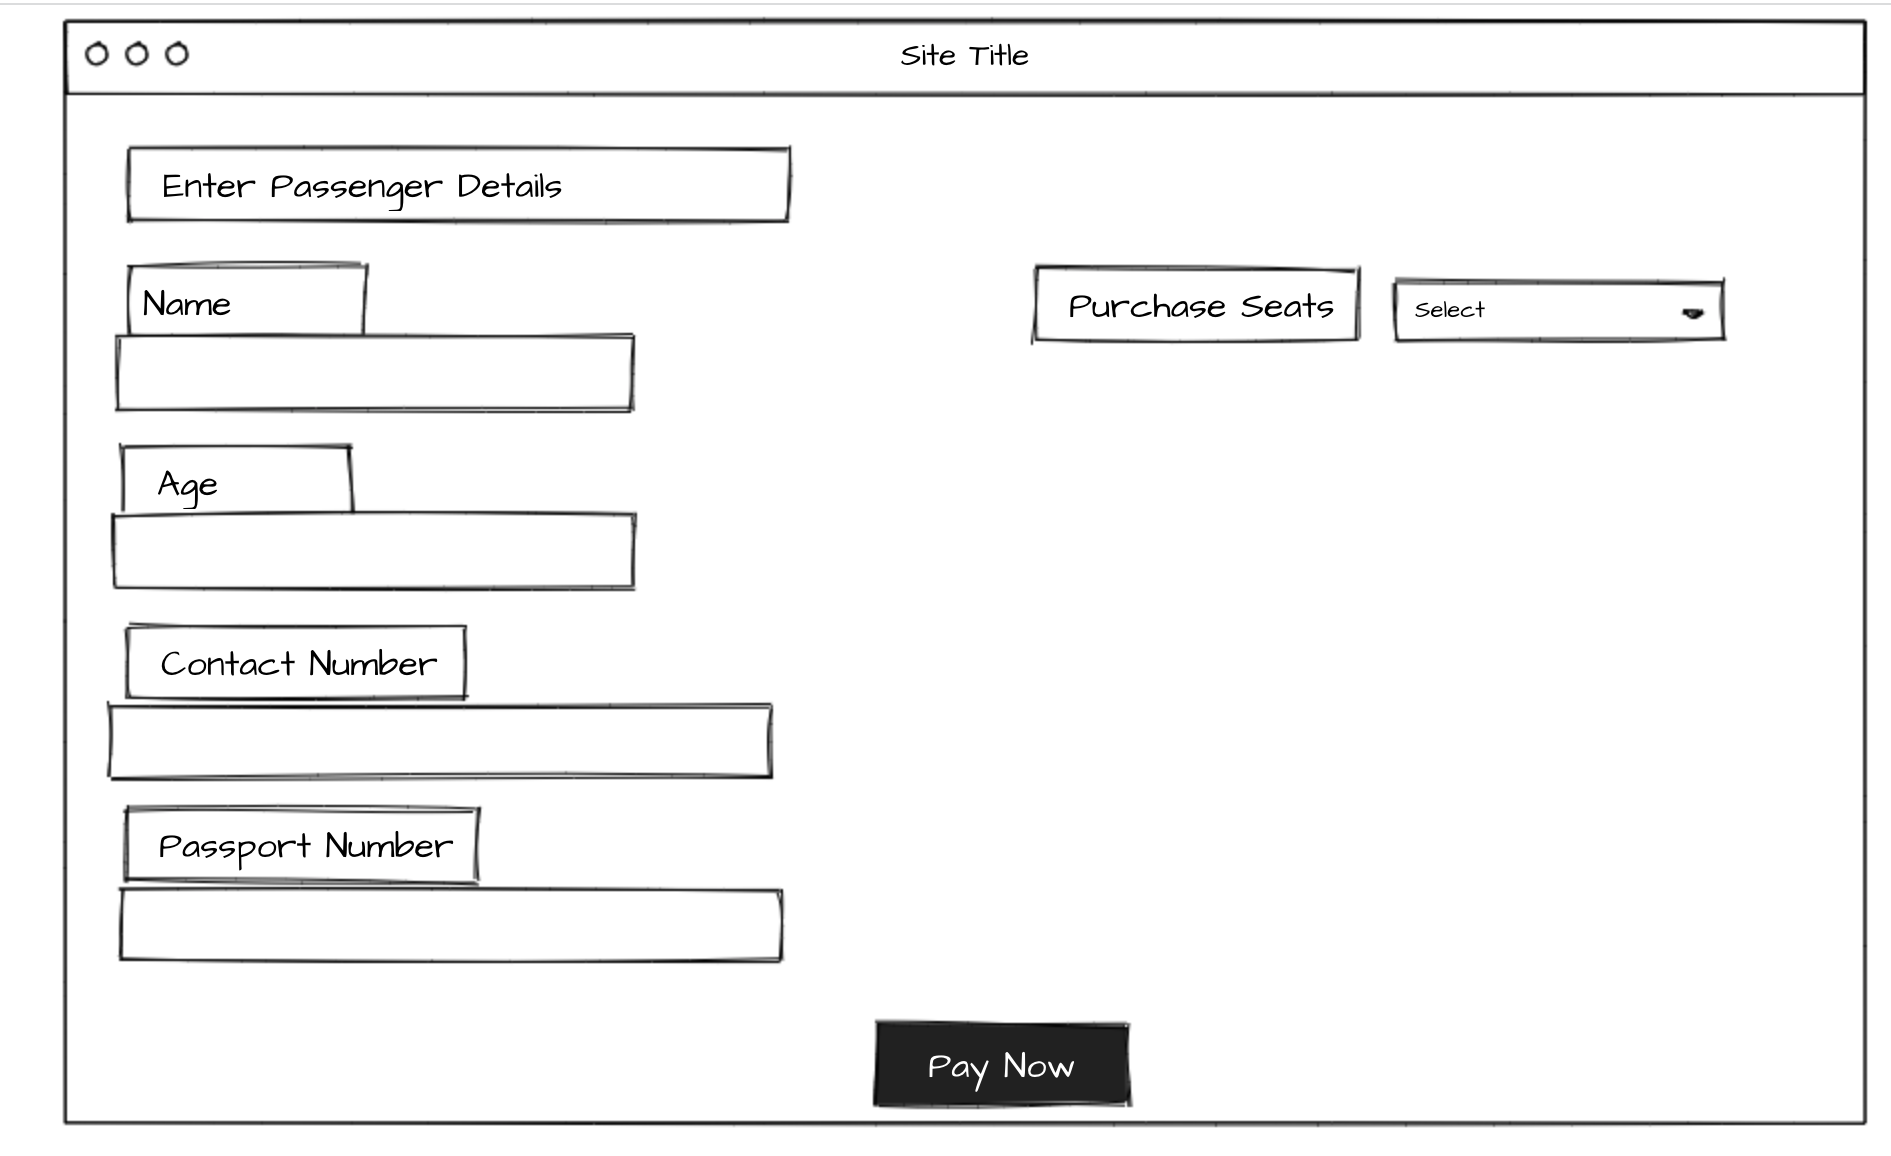 Site Title
Enter Passenger Details
Name
Purchase Seats
Select
Age
Contact Number
Passport Number
Pay Now